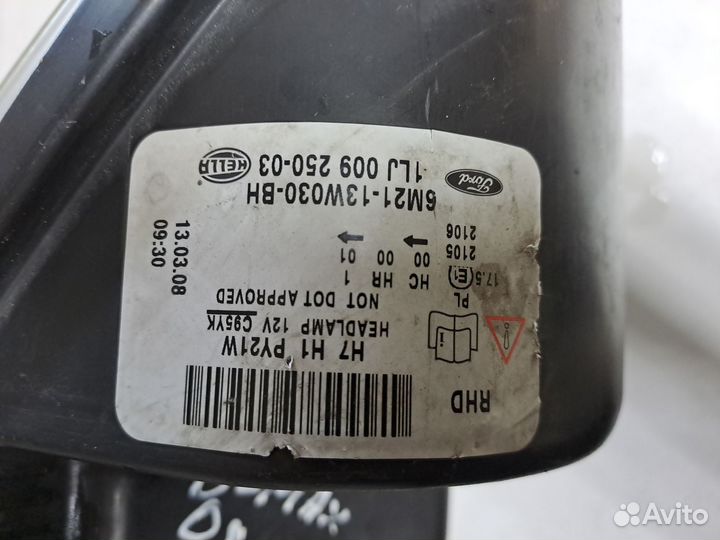 Ford
HELLA
6M21-13W030-BH
1LJ 009 250-03
13.03.08
09:30
2106
2105
HC HR 1
00 00 01
17.5
E1
PL
HEADLAMP 12V C95YK
NOT DOT APPROVED
H7 H1 PY21W
i
!
RHD
Avito